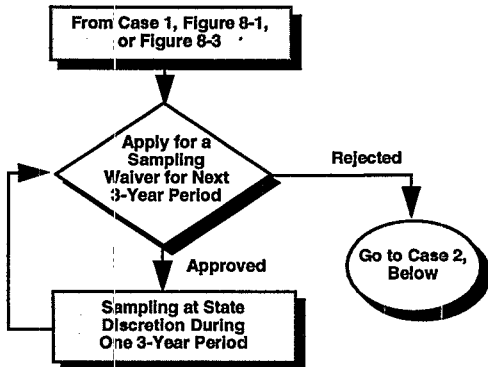 From Case 1, Figure 8-1,
or Figure 8-3
Apply for a
Sampling
Waiver for Next
3-Year Period
Rejected
Go to Case 2,
Below
Approved
Sampling at State
Discretion During
One 3-Year Period